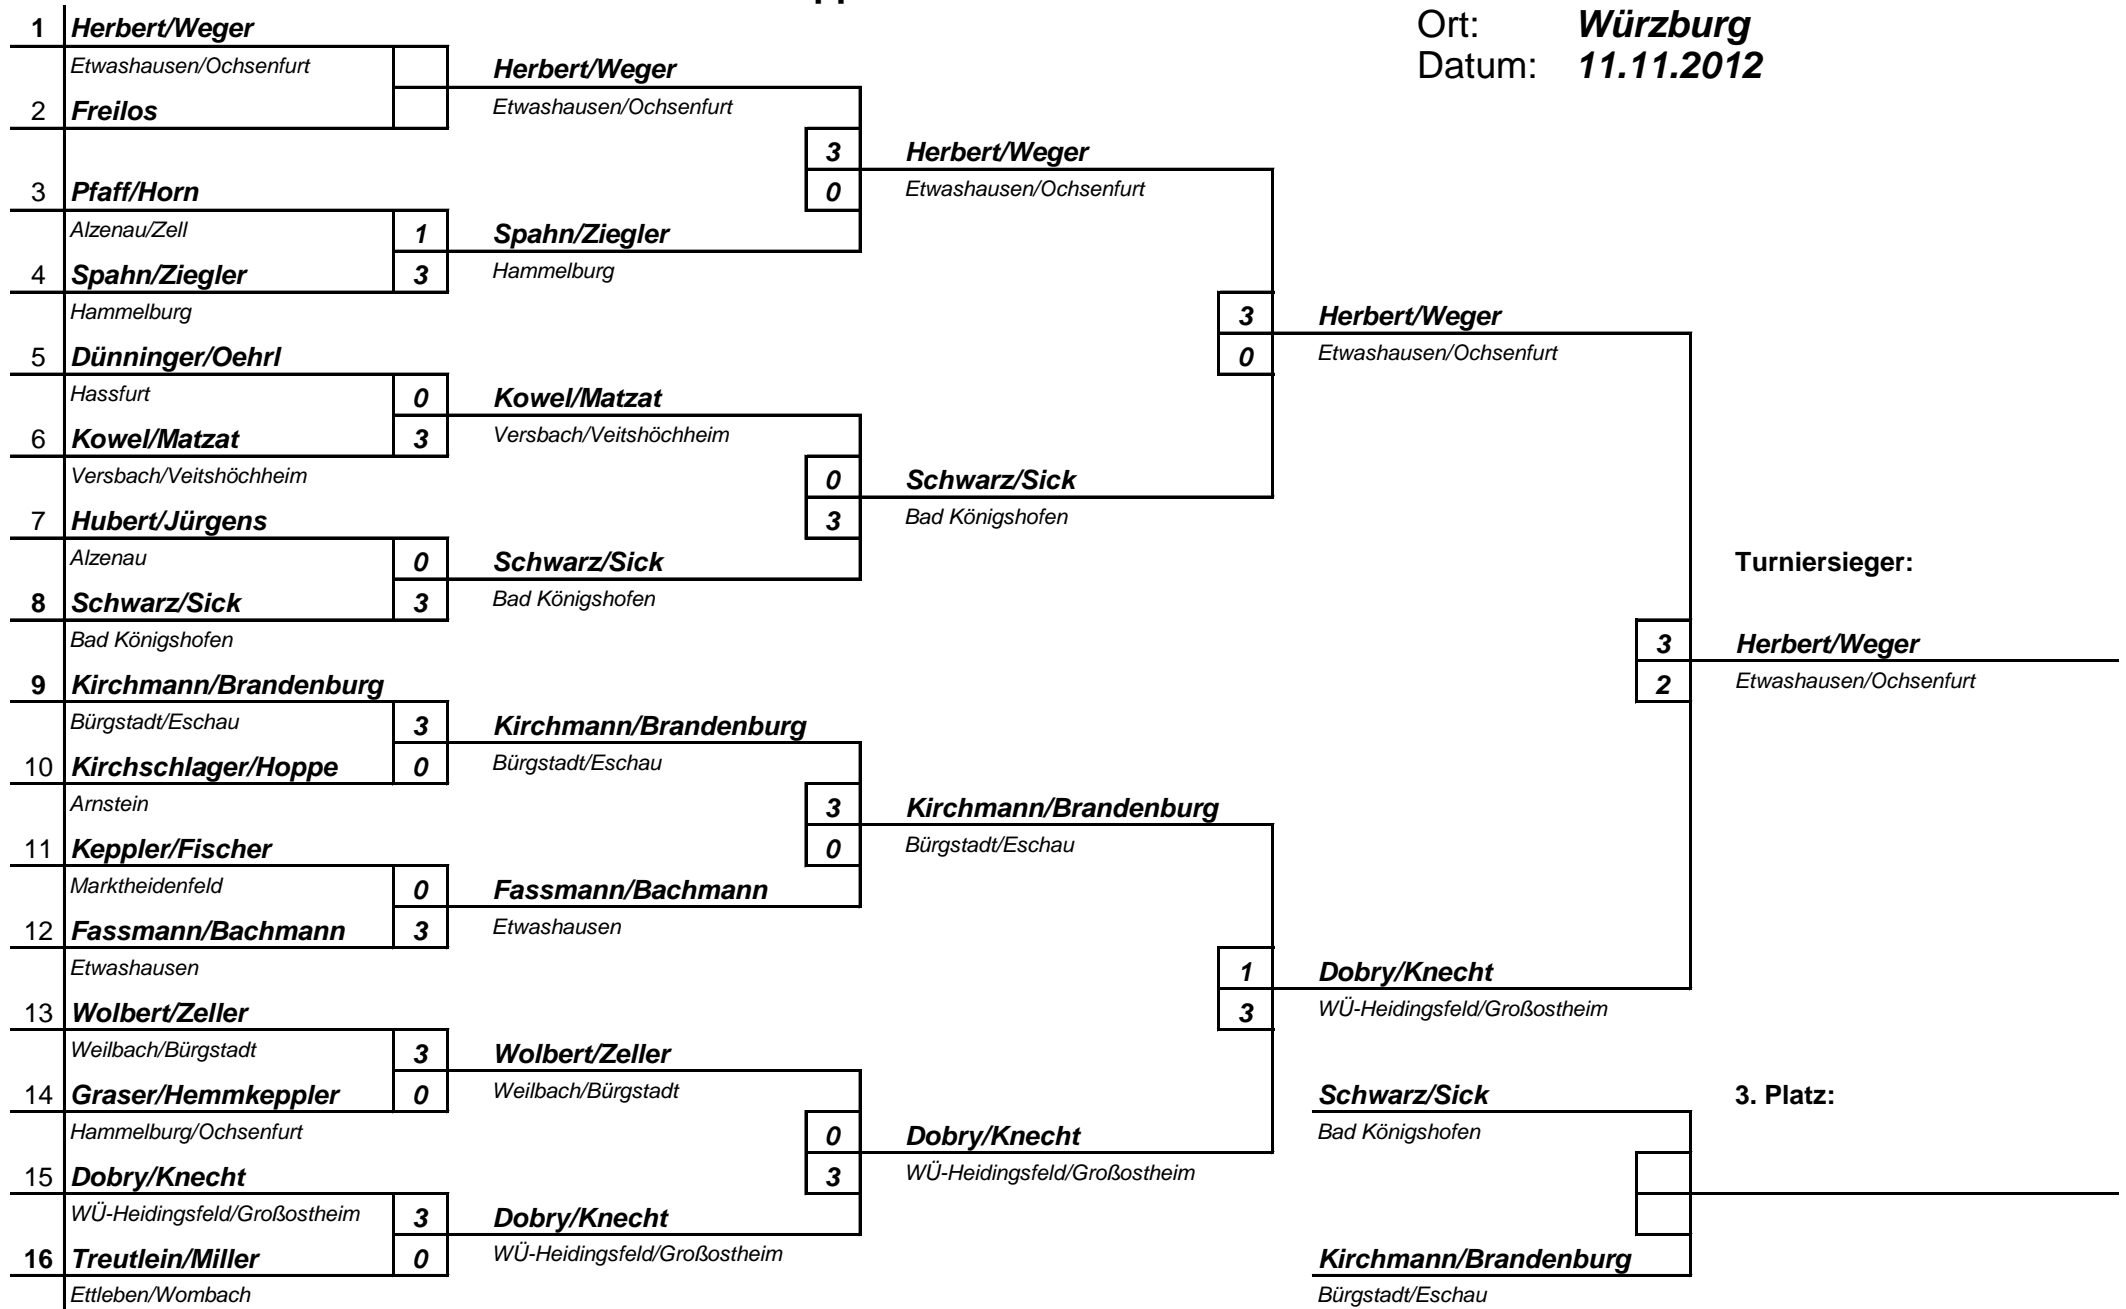 Ort: Würzburg
Datum: 11.11.2012
1 Herbert/Weger
Etwashausen/Ochsenfurt
2 Freilos
3 Pfaff/Horn
Alzenau/Zell
1
4 Spahn/Ziegler
3
Hammelburg
5 Dünninger/Oehrl
Hassfurt
0
6 Kowel/Matzat
3
Versbach/Veitshöchheim
7 Hubert/Jürgens
Alzenau
0
8 Schwarz/Sick
3
Bad Königshofen
9 Kirchmann/Brandenburg
Bürgstadt/Eschau
3
10 Kirchschlager/Hoppe
0
Arnstein
11 Keppler/Fischer
Marktheidenfeld
0
12 Fassmann/Bachmann
3
Etwashausen
13 Wolbert/Zeller
Weilbach/Bürgstadt
3
14 Graser/Hemmkeppler
0
Hammelburg/Ochsenfurt
15 Dobry/Knecht
WÜ-Heidingsfeld/Großostheim
3
16 Treutlein/Miller
0
Ettleben/Wombach
Herbert/Weger
Etwashausen/Ochsenfurt
3
0
Spahn/Ziegler
Hammelburg
Kowel/Matzat
Versbach/Veitshöchheim
0
3
Schwarz/Sick
Bad Königshofen
Kirchmann/Brandenburg
Bürgstadt/Eschau
3
0
Fassmann/Bachmann
Etwashausen
Wolbert/Zeller
Weilbach/Bürgstadt
0
3
Dobry/Knecht
WÜ-Heidingsfeld/Großostheim
Herbert/Weger
Etwashausen/Ochsenfurt
3
0
Schwarz/Sick
Bad Königshofen
Kirchmann/Brandenburg
Bürgstadt/Eschau
1
3
Dobry/Knecht
WÜ-Heidingsfeld/Großostheim
Herbert/Weger
Etwashausen/Ochsenfurt
3
2
Dobry/Knecht
WÜ-Heidingsfeld/Großostheim
Turniersieger:
Herbert/Weger
Etwashausen/Ochsenfurt
Schwarz/Sick
Bad Königshofen
3. Platz:
Kirchmann/Brandenburg
Bürgstadt/Eschau